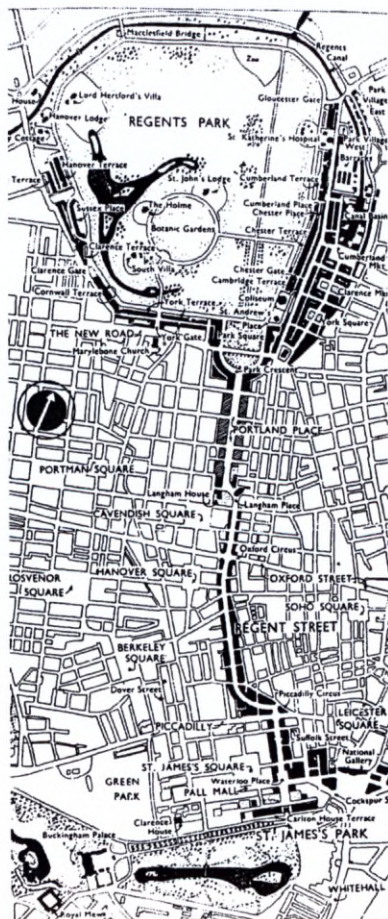 Macclesfield Bridge
Regents
Canal
Zoo
Park
Village
East
House
Lord Hertford's Villa
Gloucester Gate
Hanover Lodge
REGENTS PARK
Cottage
St Katherine's Hospital
Park Village
West
Barracks
Hanover Terrace
St. John's Lodge
Cumberland Terrace
Terrace
Sussex Place
The Holme
Cumberland Place
Chester Place
Canal Basin
Botanic Gardens
Chester Terrace
Clarence Terrace
Cumberland
Mkt
South Villa
Chester Gate
Clarence Gate
Cambridge Terrace
Clarence Mar
Cornwall Terrace
Coliseum
York Terrace
St. Andrew's
Place
York Square
THE NEW ROAD
York Gate
Park Square
Marylebone Church
Park Crescent
PORTLAND PLACE
PORTMAN SQUARE
Langham House
Langham Place
CAVENDISH SQUARE
Oxford Circus
HANOVER SQUARE
OXFORD STREET
ROSVENOR
SQUARE
SOHO SQUARE
REGENT STREET
BERKELEY
SQUARE
Dover Street
Piccadilly Circus
LEICESTER
SQUARE
PICCADILLY
Suffolk Street
National
Gallery
ST. JAMES'S SQUARE
GREEN
PARK
Waterloo Place
PALL MALL
Cockspur
Clarence
House
Carlton House Terrace
ST. JAMES'S PARK
Buckingham Palace
WHITEHALL
Royal Mews